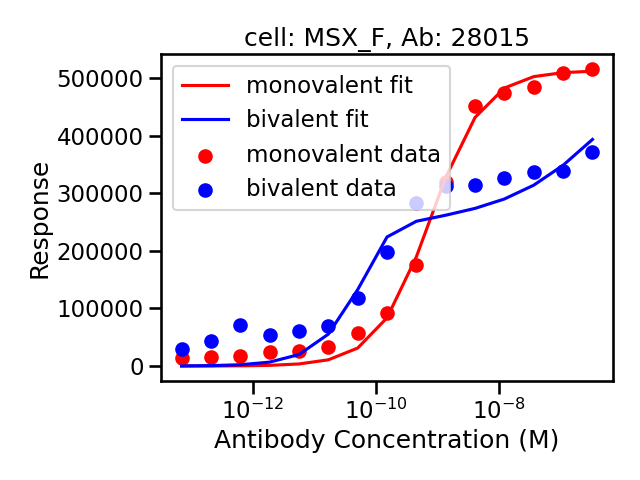 cell: MSX_F, Ab: 28015
monovalent fit
bivalent fit
monovalent data
bivalent data
500000
400000
300000
200000
100000
0
Response
10⁻¹² 10⁻¹⁰ 10⁻⁸
Antibody Concentration (M)